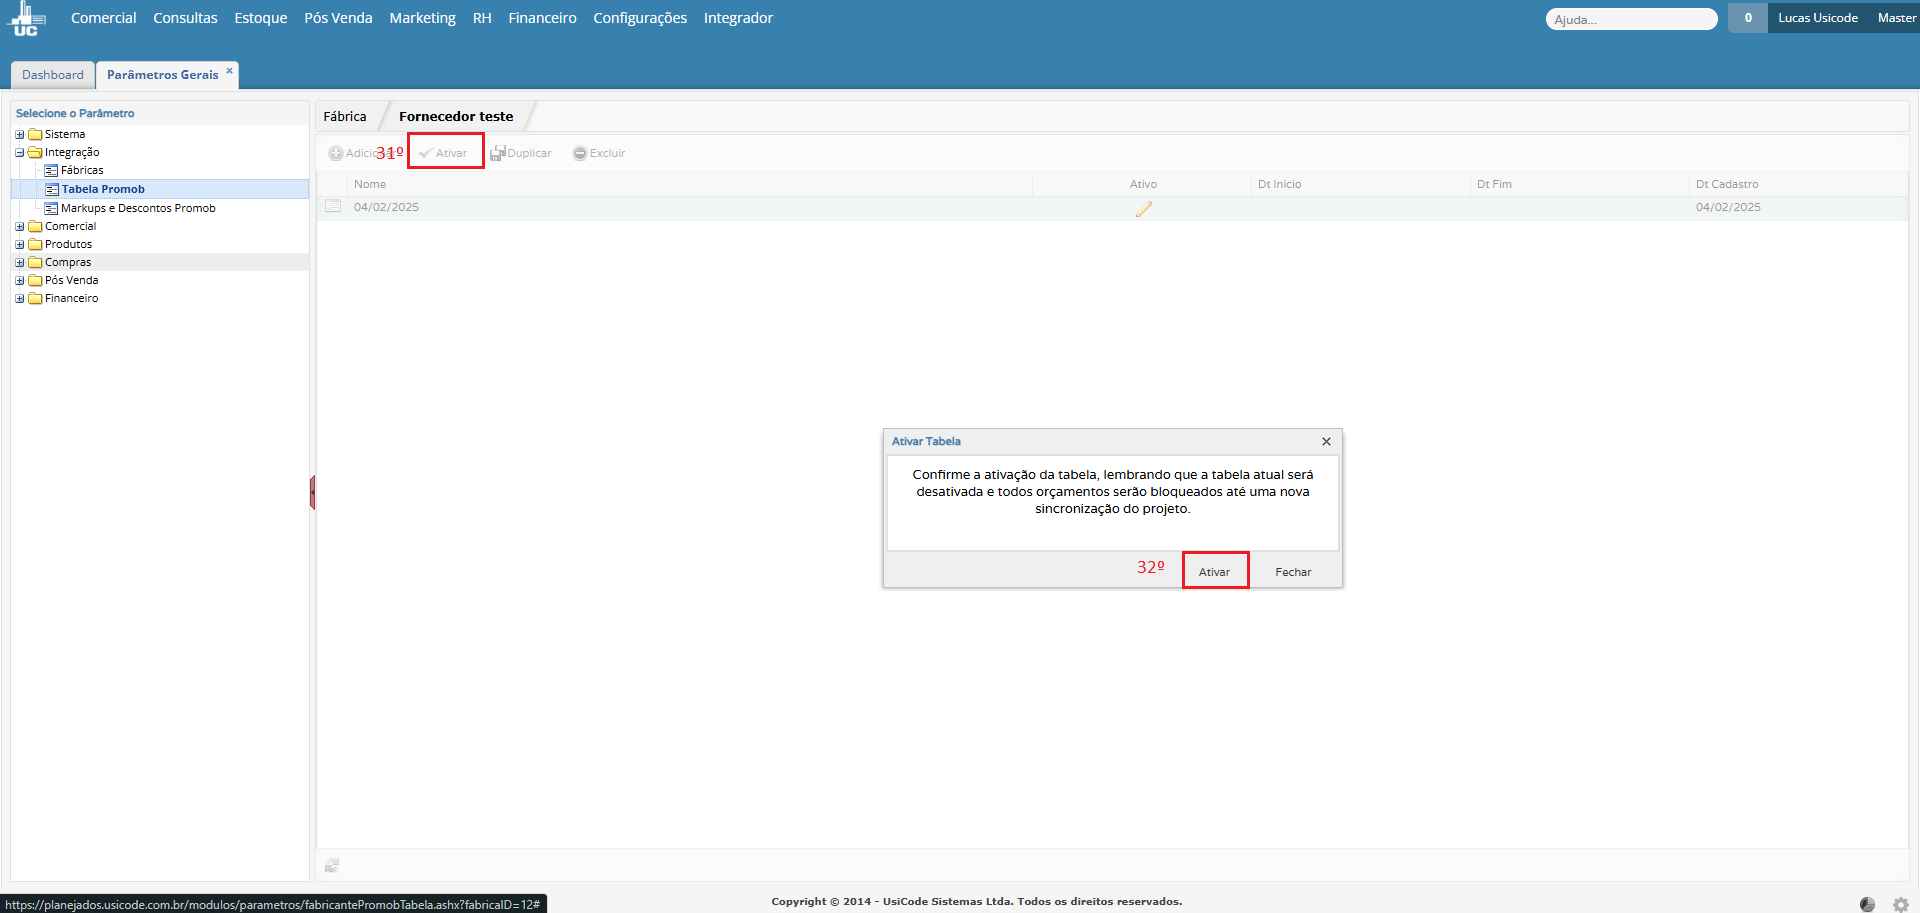 UC
Comercial Consultas Estoque Pós Venda Marketing RH Financeiro Configurações Integrador
Ajuda...
0
Lucas Usicode
Master
Dashboard
Parâmetros Gerais
Selecione o Parâmetro
Sistema
Integração
Fábricas
Tabela Promob
Markups e Descontos Promob
Comercial
Produtos
Compras
Pós Venda
Financeiro
Fábrica
Fornecedor teste
31º Ativar Duplicar Excluir
Nome Ativo Dt Inicio Dt Fim Dt Cadastro
04/02/2025 04/02/2025
Ativar Tabela
Confirme a ativação da tabela, lembrando que a tabela atual será
desativada e todos orçamentos serão bloqueados até uma nova
sincronização do projeto.
32º Ativar Fechar
https://planejados.usicode.com.br/modulos/parametros/fabricantePromobTabela.ashx?fabricaID=12#
Copyright © 2014 - UsiCode Sistemas Ltda. Todos os direitos reservados.